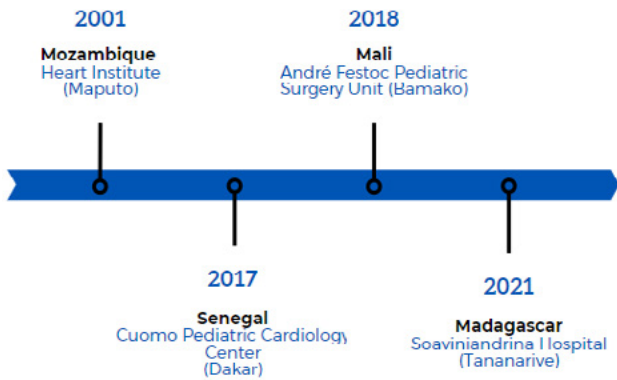 2001
Mozambique
Heart Institute
(Maputo)
2018
Mali
André Festoc Pediatric
Surgery Unit (Bamako)
2017
Senegal
Cuomo Pediatric Cardiology
Center
(Dakar)
2021
Madagascar
Soaviniandrina Hospital
(Tananarive)